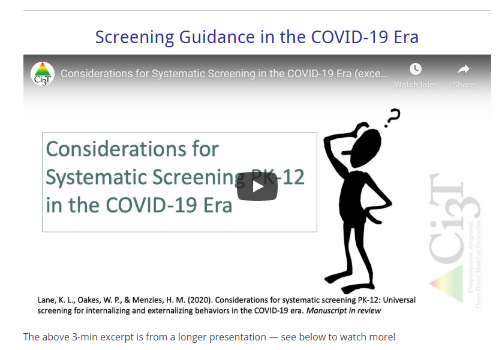 Screening Guidance in the COVID-19 Era
Considerations for Systematic Screening in the COVID-19 Era (exce...
Watch later
Share
Ci3T
Considerations for
Systematic Screening PK-12
in the COVID-19 Era
?
Ci3T
Lane, K. L., Oakes, W. P., & Menzies, H. M. (2020). Considerations for systematic screening PK-12: Universal
screening for internalizing and externalizing behaviors in the COVID-19 era. Manuscript in review
The above 3-min excerpt is from a longer presentation — see below to watch more!